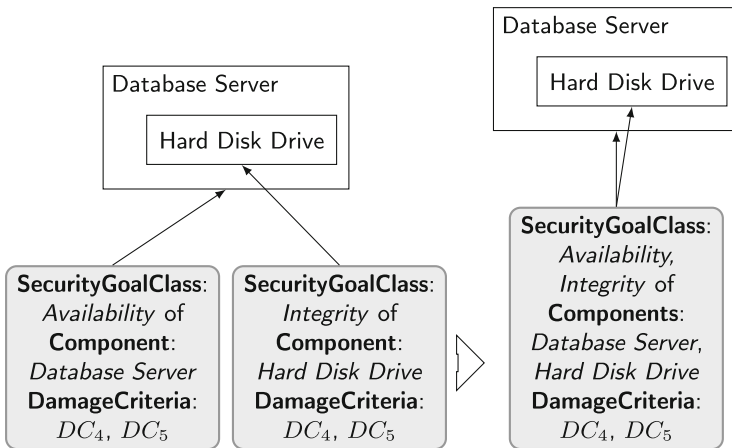 Database Server
Hard Disk Drive
SecurityGoalClass:
Availability of
Component:
Database Server
DamageCriteria:
DC₄, DC₅
SecurityGoalClass:
Integrity of
Component:
Hard Disk Drive
DamageCriteria:
DC₄, DC₅
Database Server
Hard Disk Drive
SecurityGoalClass:
Availability,
Integrity of
Components:
Database Server,
Hard Disk Drive
DamageCriteria:
DC₄, DC₅